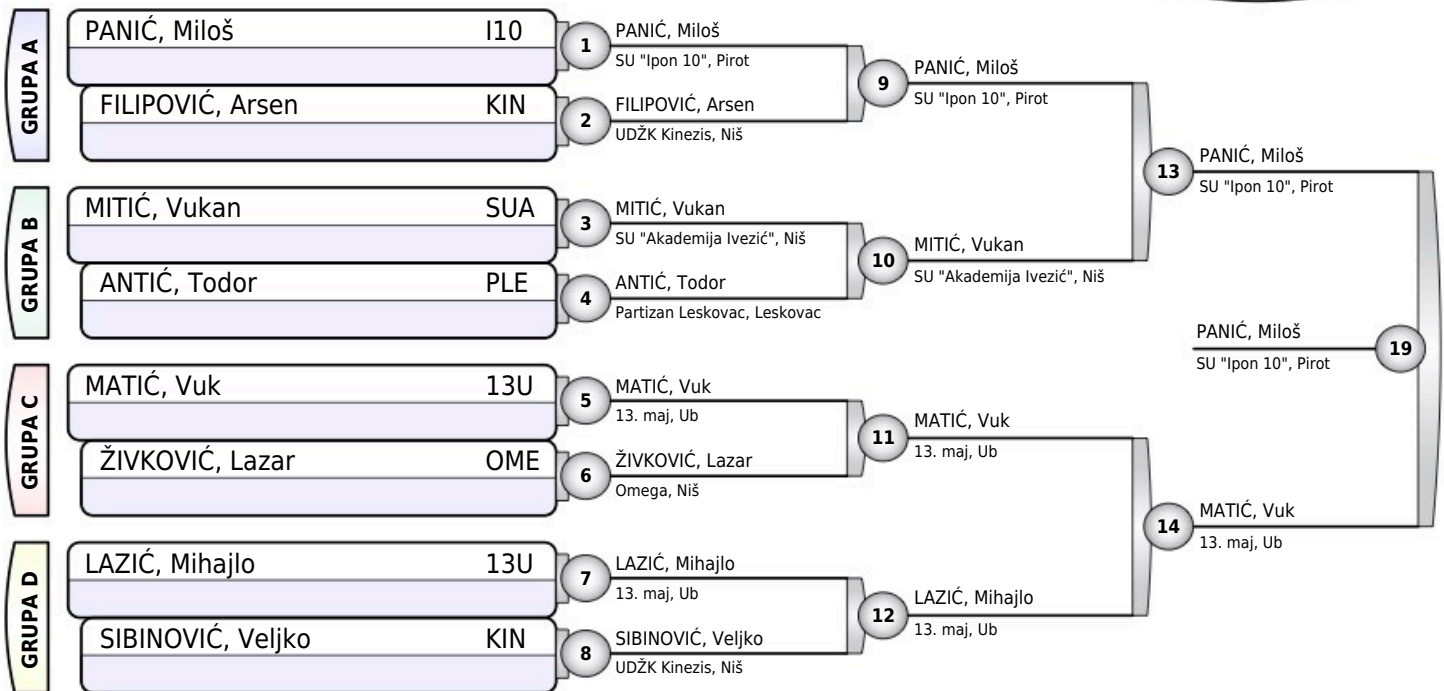 GRUPA A
PANIĆ, Miloš I10
FILIPOVIĆ, Arsen KIN
1
PANIĆ, Miloš
SU "Ipon 10", Pirot
2
FILIPOVIĆ, Arsen
UDŽK Kinezis, Niš
9
PANIĆ, Miloš
SU "Ipon 10", Pirot
GRUPA B
MITIĆ, Vukan SUA
ANTIĆ, Todor PLE
3
MITIĆ, Vukan
SU "Akademija Ivezić", Niš
4
ANTIĆ, Todor
Partizan Leskovac, Leskovac
10
MITIĆ, Vukan
SU "Akademija Ivezić", Niš
13
PANIĆ, Miloš
SU "Ipon 10", Pirot
GRUPA C
MATIĆ, Vuk 13U
ŽIVKOVIĆ, Lazar OME
5
MATIĆ, Vuk
13. maj, Ub
6
ŽIVKOVIĆ, Lazar
Omega, Niš
11
MATIĆ, Vuk
13. maj, Ub
GRUPA D
LAZIĆ, Mihajlo 13U
SIBINOVIĆ, Veljko KIN
7
LAZIĆ, Mihajlo
13. maj, Ub
8
SIBINOVIĆ, Veljko
UDŽK Kinezis, Niš
12
LAZIĆ, Mihajlo
13. maj, Ub
14
MATIĆ, Vuk
13. maj, Ub
PANIĆ, Miloš
SU "Ipon 10", Pirot
19